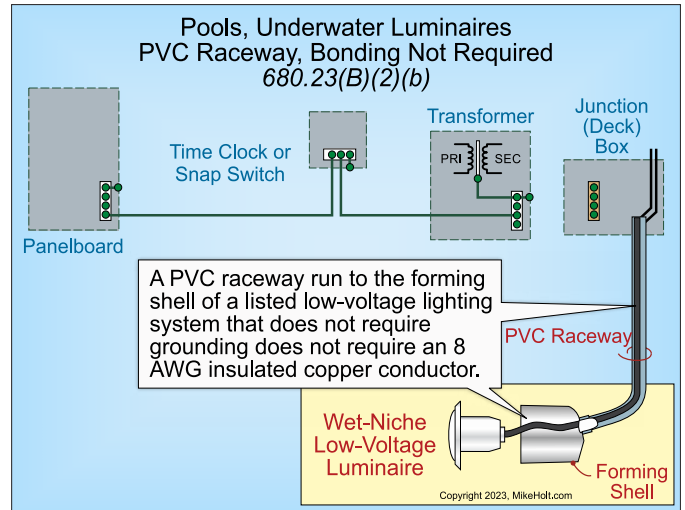 Pools, Underwater Luminaires
PVC Raceway, Bonding Not Required
680.23(B)(2)(b)
Panelboard
Time Clock or
Snap Switch
Transformer
PRI SEC
Junction
(Deck)
Box
A PVC raceway run to the forming
shell of a listed low-voltage lighting
system that does not require
grounding does not require an 8
AWG insulated copper conductor.
PVC Raceway
Wet-Niche
Low-Voltage
Luminaire
Forming
Shell
Copyright 2023, MikeHolt.com